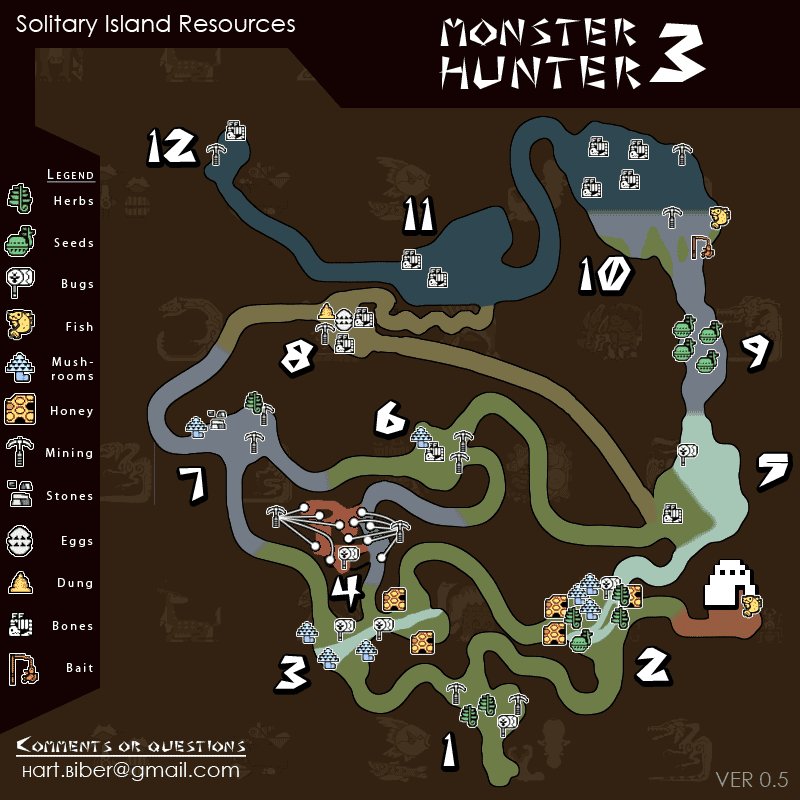 Solitary Island Resources
MONSTER
HUNTER 3
12
11
10
Legend
Herbs
Seeds
Bugs
Fish
Mush-
rooms
Honey
Mining
Stones
Eggs
Dung
Bones
Bait
9
8
6
5
7
4
3
2
1
Comments or questions
hart.biber@gmail.com
VER 0.5